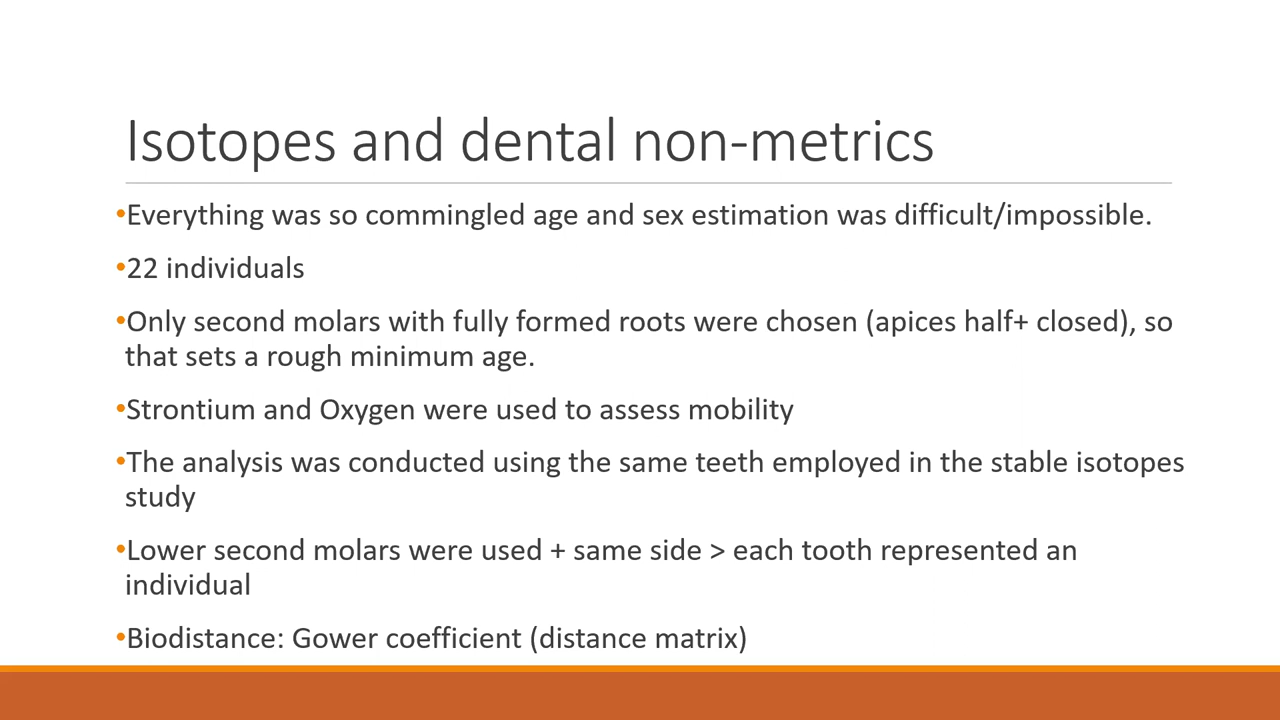 Isotopes and dental non-metrics
•Everything was so commingled age and sex estimation was difficult/impossible.
•22 individuals
•Only second molars with fully formed roots were chosen (apices half+ closed), so
that sets a rough minimum age.
•Strontium and Oxygen were used to assess mobility
•The analysis was conducted using the same teeth employed in the stable isotopes
study
•Lower second molars were used + same side > each tooth represented an
individual
•Biodistance: Gower coefficient (distance matrix)